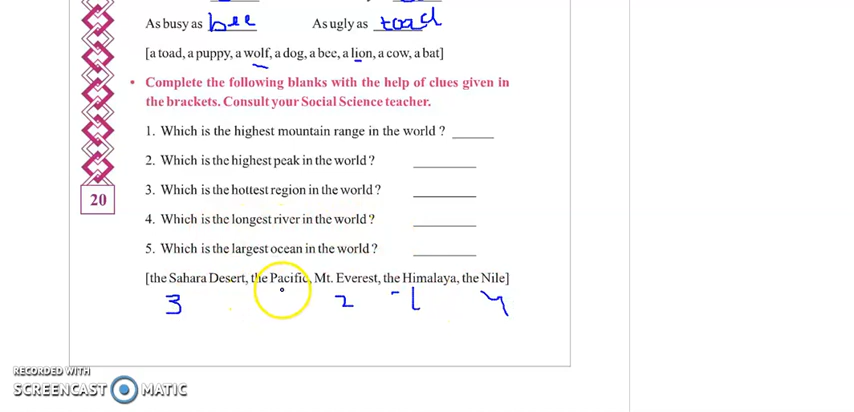 As busy as bee As ugly as toad
[a toad, a puppy, a wolf, a dog, a bee, a lion, a cow, a bat]
• Complete the following blanks with the help of clues given in
the brackets. Consult your Social Science teacher.
1. Which is the highest mountain range in the world ?
2. Which is the highest peak in the world ?
3. Which is the hottest region in the world ?
20
4. Which is the longest river in the world ?
5. Which is the largest ocean in the world ?
[the Sahara Desert, the Pacific, Mt. Everest, the Himalaya, the Nile]
3 2 1 4
RECORDED WITH
SCREENCAST MATIC